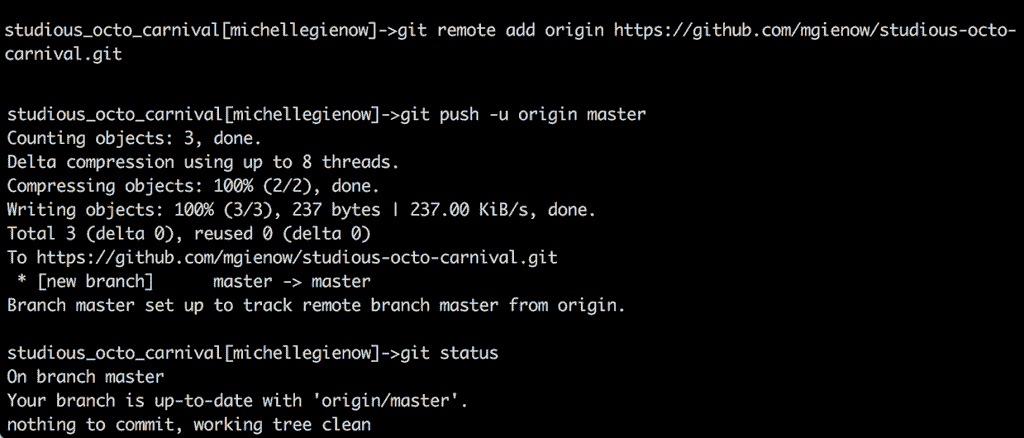 studious_octo_carnival[michellegienow]->git remote add origin https://github.com/mgienow/studious-octo-
carnival.git
studious_octo_carnival[michellegienow]->git push -u origin master
Counting objects: 3, done.
Delta compression using up to 8 threads.
Compressing objects: 100% (2/2), done.
Writing objects: 100% (3/3), 237 bytes | 237.00 KiB/s, done.
Total 3 (delta 0), reused 0 (delta 0)
To https://github.com/mgienow/studious-octo-carnival.git
 * [new branch]      master -> master
Branch master set up to track remote branch master from origin.
studious_octo_carnival[michellegienow]->git status
On branch master
Your branch is up-to-date with 'origin/master'.
nothing to commit, working tree clean